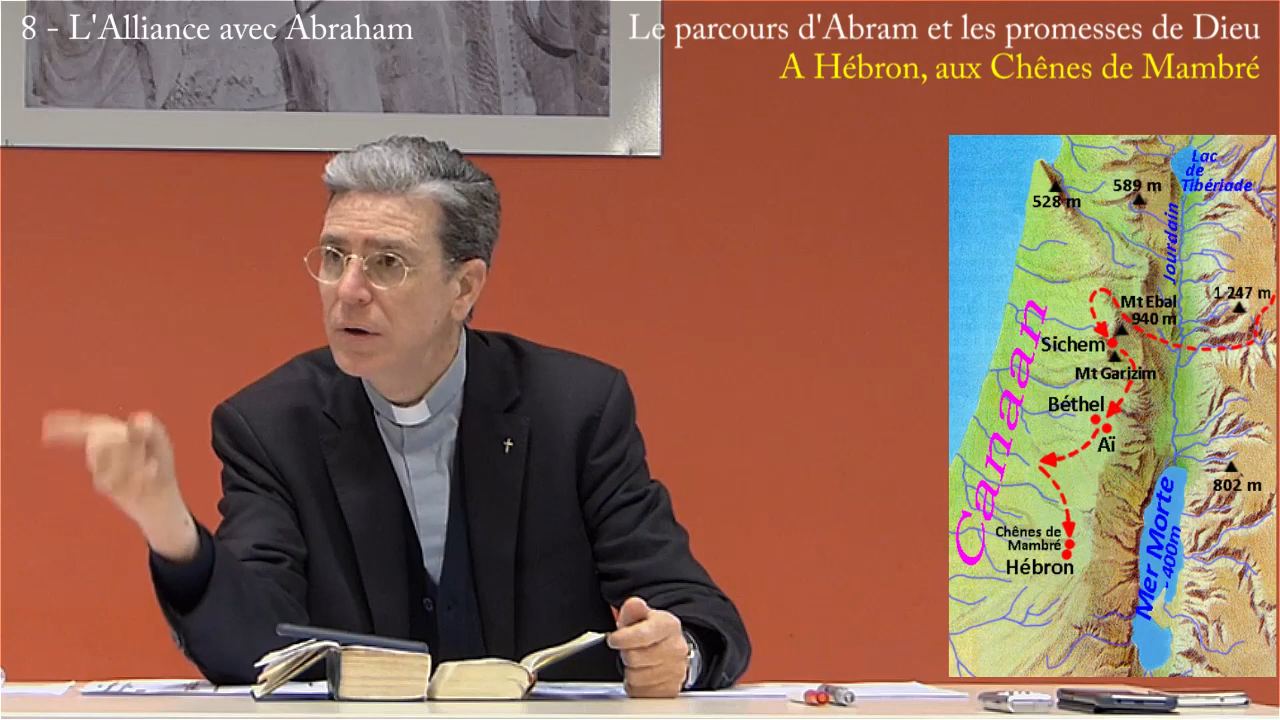 8 - L'Alliance avec Abraham
Le parcours d'Abram et les promesses de Dieu
A Hébron, aux Chênes de Mambré
Lac
de
Tibériade
589 m
528 m
Jourdain
1 247 m
Mt Ebal
940 m
Sichem
Mt Garizim
Canaan
Béthel
Aï
802 m
Chênes de
Mambré
Hébron
Mer Morte
- 400m